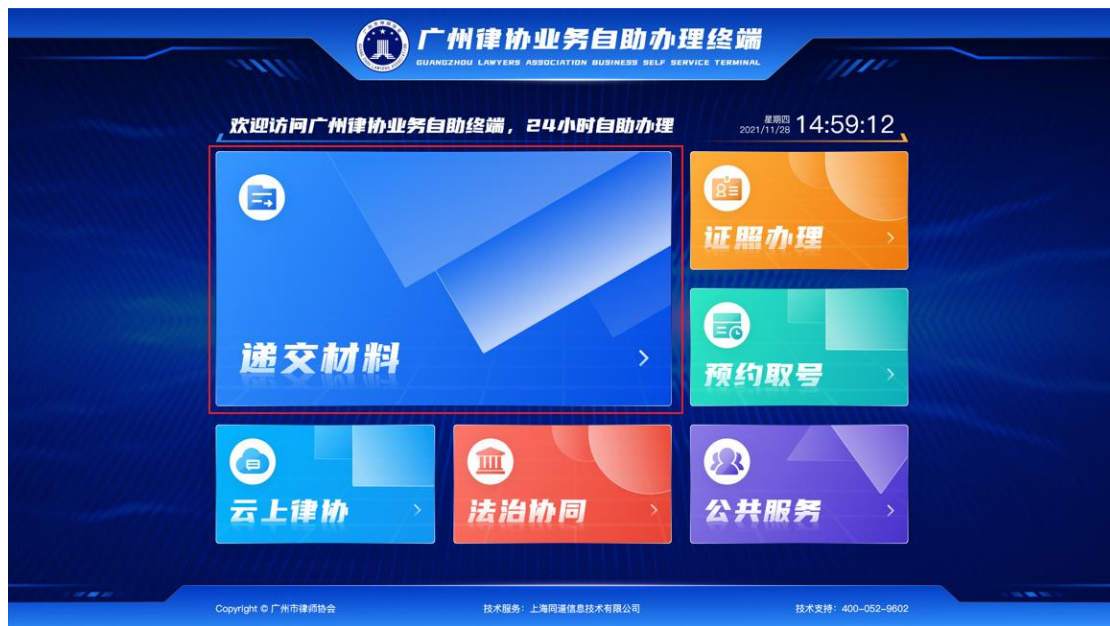 广州律协业务自助办理终端
GUANGZHOU LAWYERS ASSOCIATION BUSINESS SELF SERVICE TERMINAL
欢迎访问广州律协业务自助终端，24小时自助办理
星期四
2021/11/28
14:59:12
递交材料
证照办理
预约取号
云上律协
法治协同
公共服务
Copyright © 广州市律师协会
技术服务：上海同道信息技术有限公司
技术支持：400-052-9602